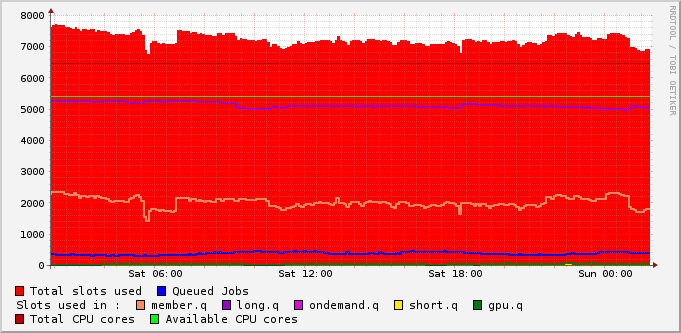 8000
7000
6000
5000
4000
3000
2000
1000
0
Sat 06:00 Sat 12:00 Sat 18:00 Sun 00:00
Total slots used Queued Jobs
Slots used in : member.q long.q ondemand.q short.q gpu.q
Total CPU cores Available CPU cores
RRDTOOL / TOBI OETIKER